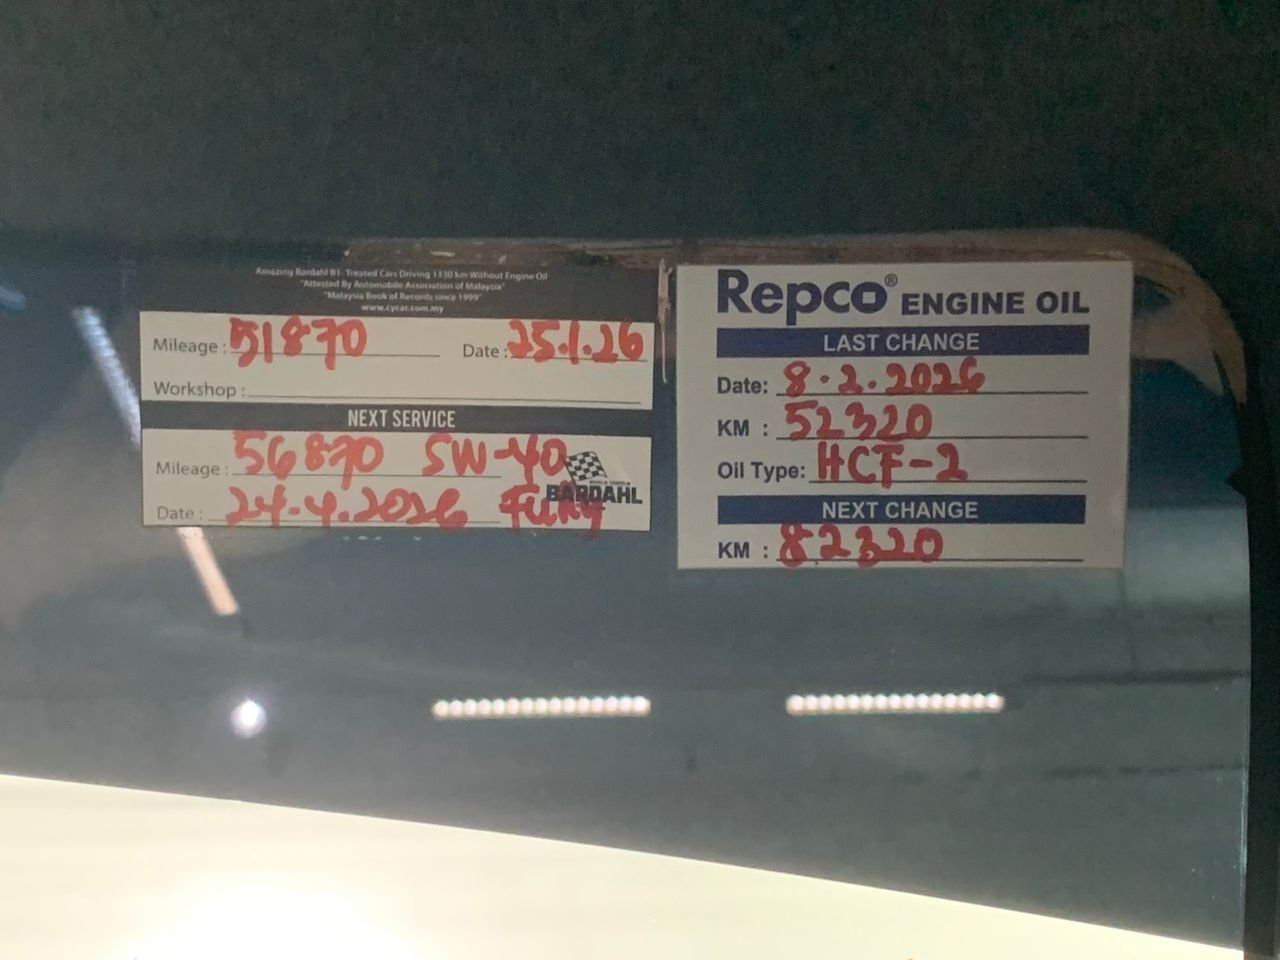 Amazing Bardahl B1 Treated Cars Driving 1330 km Without Engine Oil
"Attested By Automobile Association of Malaysia"
"Malaysia Book of Records since 1999"
www.cycar.com.my
Mileage : 51870 Date : 25.1.26
Workshop :
NEXT SERVICE
Mileage : 56870 5W-40
Date : 24.4.2026 Fully
BARDAHL
Repco® ENGINE OIL
LAST CHANGE
Date: 8.2.2026
KM : 52320
Oil Type: HCF-2
NEXT CHANGE
KM : 82320